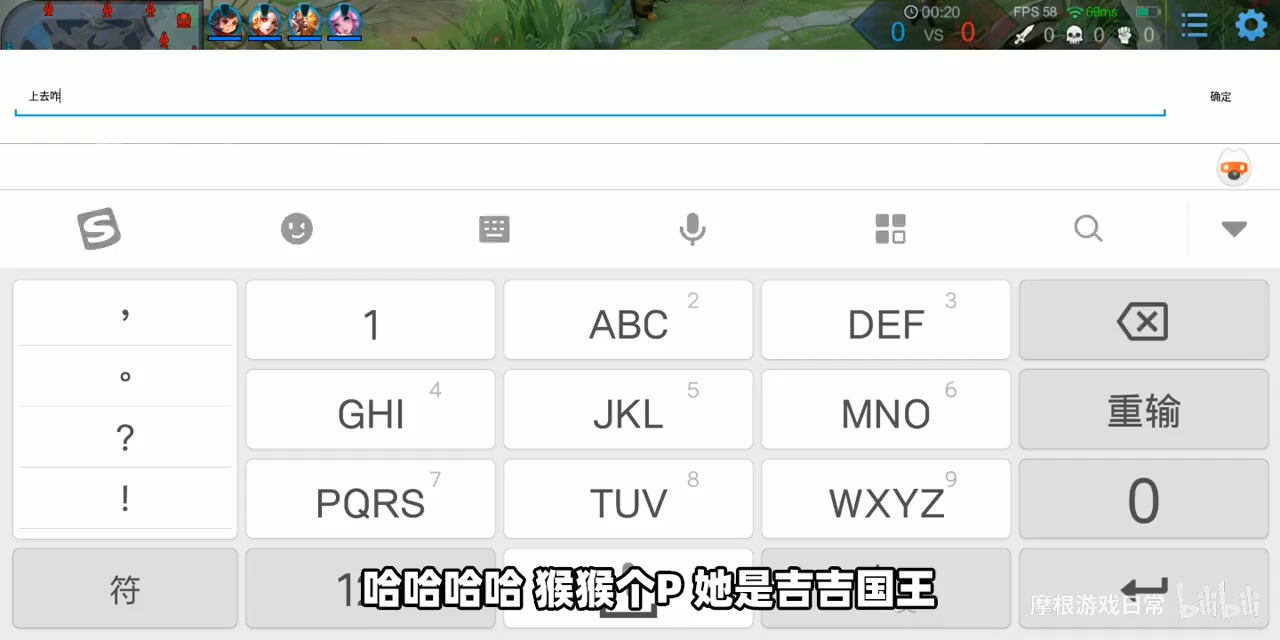 00:20
FPS 58
69ms
0 VS 0
0
0
0
上去咋
确定
S
,
。
?
!
1
ABC 2
DEF 3
GHI 4
JKL 5
MNO 6
重输
PQRS 7
TUV 8
WXYZ 9
0
符
哈哈哈哈 猴猴个P 她是吉吉国王
摩根游戏日常 bilibili